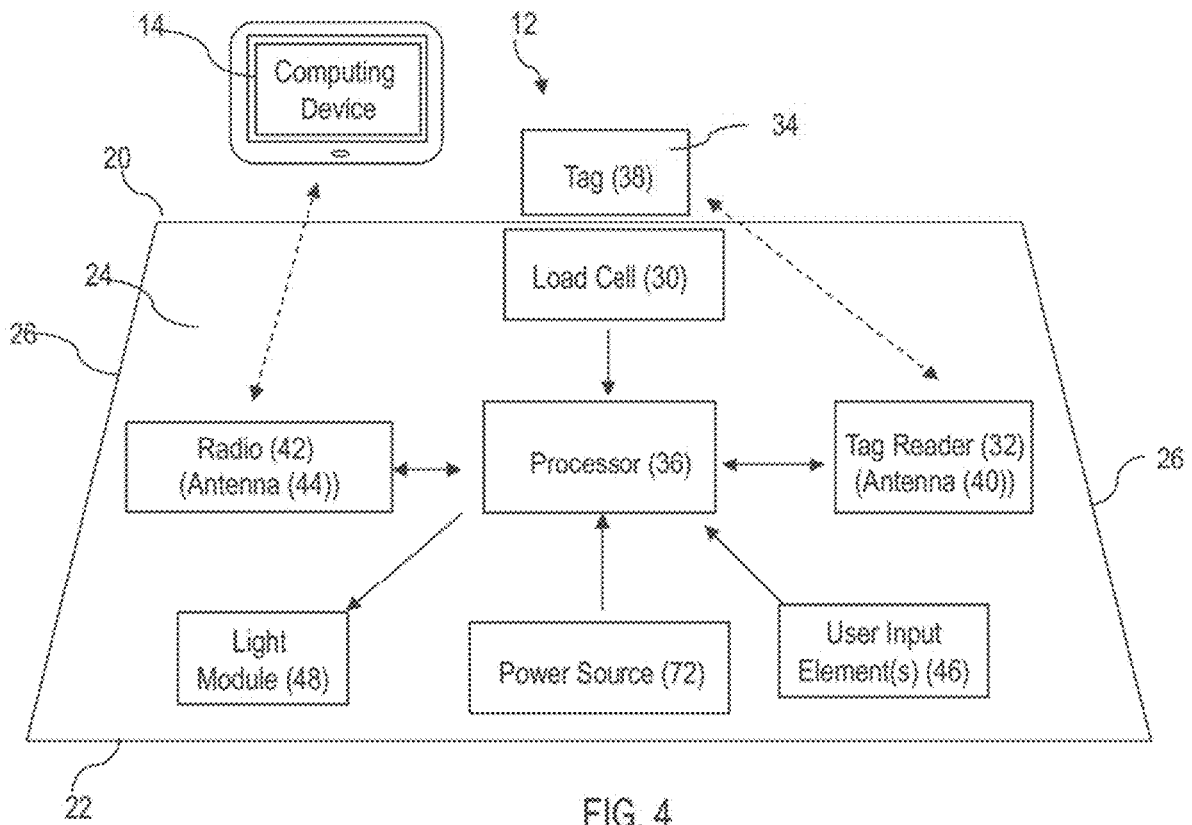 14
Computing
Device
12
34
Tag (38)
20
Load Cell (30)
24
26
Radio (42)
(Antenna (44))
Processor (36)
Tag Reader (32)
(Antenna (40))
26
Light
Module (48)
Power Source (72)
User Input
Element(s) (46)
22
FIG. 4